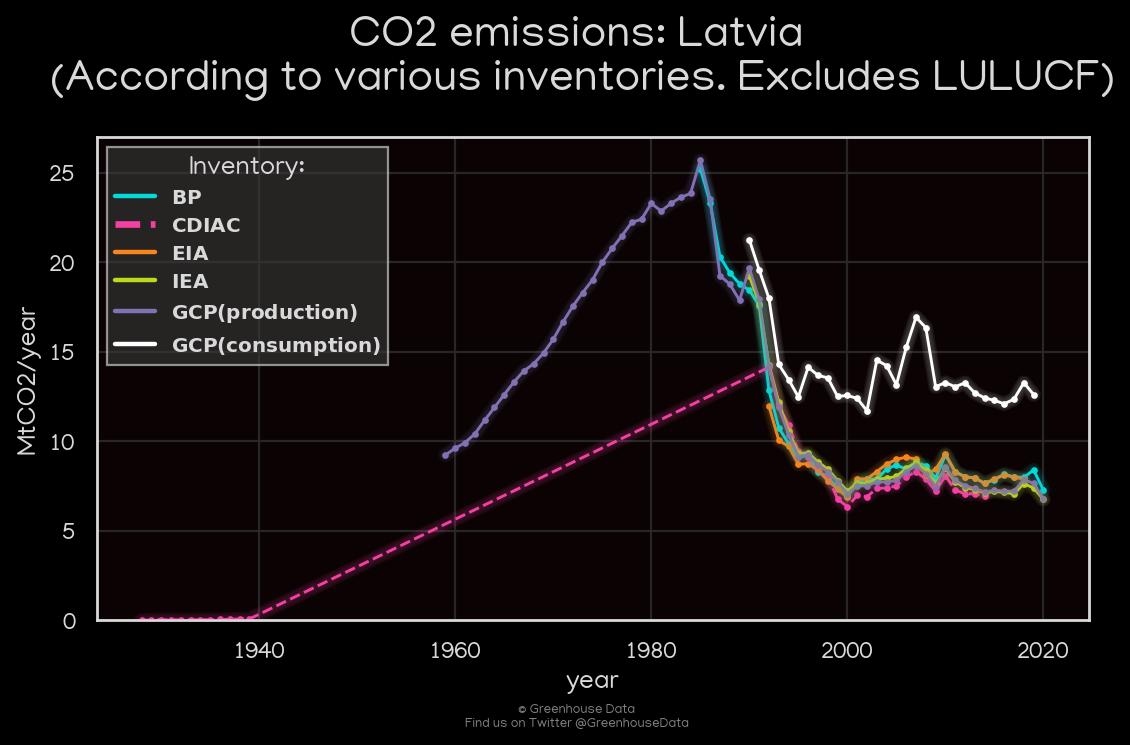 CO2 emissions: Latvia
(According to various inventories. Excludes LULUCF)
Inventory:
BP
CDIAC
EIA
IEA
GCP(production)
GCP(consumption)
MtCO2/year
25
20
15
10
5
0
1940
1960
1980
2000
2020
year
© Greenhouse Data
Find us on Twitter @GreenhouseData